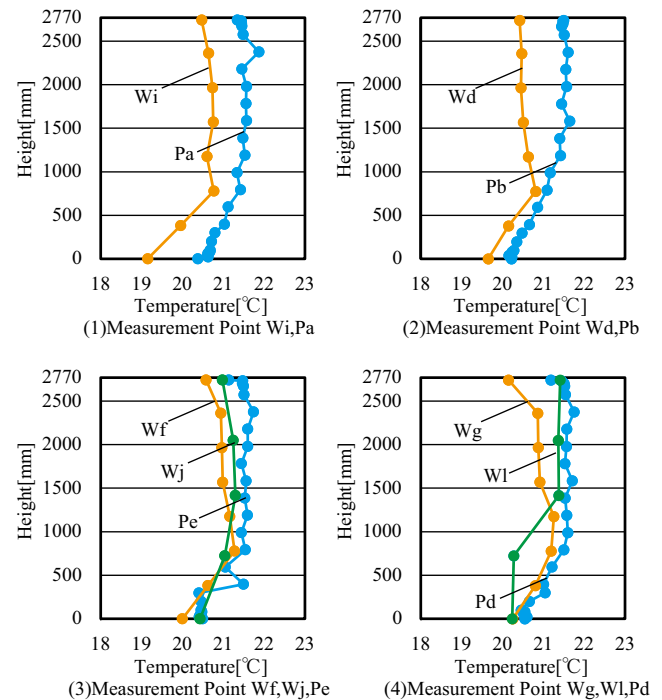 2770
2500
2000
1500
1000
500
0
Height[mm]
Wi
Pa
18 19 20 21 22 23
Temperature[℃]
(1)Measurement Point Wi,Pa
2770
2500
2000
1500
1000
500
0
Height[mm]
Wd
Pb
18 19 20 21 22 23
Temperature[℃]
(2)Measurement Point Wd,Pb
2770
2500
2000
1500
1000
500
0
Height[mm]
Wf
Wj
Pe
18 19 20 21 22 23
Temperature[℃]
(3)Measurement Point Wf,Wj,Pe
2770
2500
2000
1500
1000
500
0
Height[mm]
Wg
Wl
Pd
18 19 20 21 22 23
Temperature[℃]
(4)Measurement Point Wg,Wl,Pd